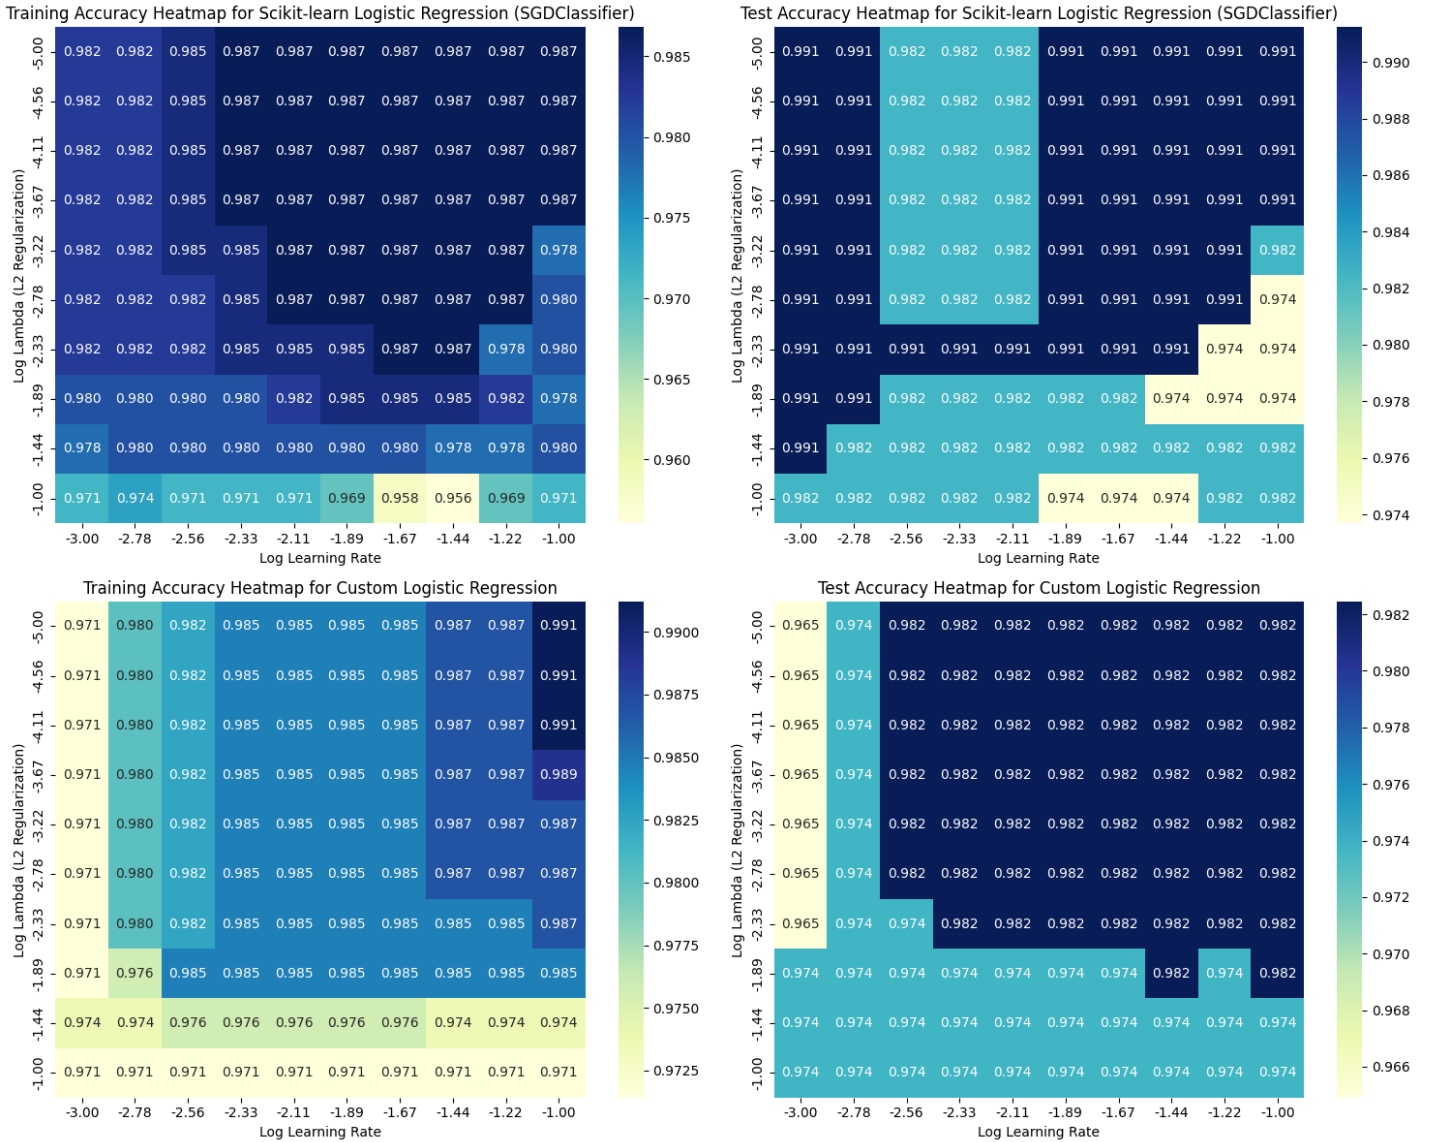 Training Accuracy Heatmap for Scikit-learn Logistic Regression (SGDClassifier)
Log Lambda (L2 Regularization)
-5.00 0.982 0.982 0.985 0.987 0.987 0.987 0.987 0.987 0.987 0.987
-4.56 0.982 0.982 0.985 0.987 0.987 0.987 0.987 0.987 0.987 0.987
-4.11 0.982 0.982 0.985 0.987 0.987 0.987 0.987 0.987 0.987 0.987
-3.67 0.982 0.982 0.985 0.987 0.987 0.987 0.987 0.987 0.987 0.987
-3.22 0.982 0.982 0.985 0.985 0.987 0.987 0.987 0.987 0.987 0.978
-2.78 0.982 0.982 0.982 0.985 0.987 0.987 0.987 0.987 0.987 0.980
-2.33 0.982 0.982 0.982 0.985 0.985 0.985 0.987 0.987 0.978 0.980
-1.89 0.980 0.980 0.980 0.980 0.982 0.985 0.985 0.985 0.982 0.978
-1.44 0.978 0.980 0.980 0.980 0.980 0.980 0.980 0.978 0.978 0.980
-1.00 0.971 0.974 0.971 0.971 0.971 0.969 0.958 0.956 0.969 0.971
-3.00 -2.78 -2.56 -2.33 -2.11 -1.89 -1.67 -1.44 -1.22 -1.00
Log Learning Rate
0.985
0.980
0.975
0.970
0.965
0.960
Test Accuracy Heatmap for Scikit-learn Logistic Regression (SGDClassifier)
Log Lambda (L2 Regularization)
-5.00 0.991 0.991 0.982 0.982 0.982 0.991 0.991 0.991 0.991 0.991
-4.56 0.991 0.991 0.982 0.982 0.982 0.991 0.991 0.991 0.991 0.991
-4.11 0.991 0.991 0.982 0.982 0.982 0.991 0.991 0.991 0.991 0.991
-3.67 0.991 0.991 0.982 0.982 0.982 0.991 0.991 0.991 0.991 0.991
-3.22 0.991 0.991 0.982 0.982 0.982 0.991 0.991 0.991 0.991 0.982
-2.78 0.991 0.991 0.982 0.982 0.982 0.991 0.991 0.991 0.991 0.974
-2.33 0.991 0.991 0.991 0.991 0.991 0.991 0.991 0.991 0.974 0.974
-1.89 0.991 0.991 0.982 0.982 0.982 0.982 0.982 0.974 0.974 0.974
-1.44 0.991 0.982 0.982 0.982 0.982 0.982 0.982 0.982 0.982 0.982
-1.00 0.982 0.982 0.982 0.982 0.982 0.974 0.974 0.974 0.982 0.982
-3.00 -2.78 -2.56 -2.33 -2.11 -1.89 -1.67 -1.44 -1.22 -1.00
Log Learning Rate
0.990
0.988
0.986
0.984
0.982
0.980
0.978
0.976
0.974
Training Accuracy Heatmap for Custom Logistic Regression
Log Lambda (L2 Regularization)
-5.00 0.971 0.980 0.982 0.985 0.985 0.985 0.985 0.987 0.987 0.991
-4.56 0.971 0.980 0.982 0.985 0.985 0.985 0.985 0.987 0.987 0.991
-4.11 0.971 0.980 0.982 0.985 0.985 0.985 0.985 0.987 0.987 0.991
-3.67 0.971 0.980 0.982 0.985 0.985 0.985 0.985 0.987 0.987 0.989
-3.22 0.971 0.980 0.982 0.985 0.985 0.985 0.985 0.987 0.987 0.987
-2.78 0.971 0.980 0.982 0.985 0.985 0.985 0.985 0.987 0.987 0.987
-2.33 0.971 0.980 0.982 0.985 0.985 0.985 0.985 0.985 0.985 0.987
-1.89 0.971 0.976 0.985 0.985 0.985 0.985 0.985 0.985 0.985 0.985
-1.44 0.974 0.974 0.976 0.976 0.976 0.976 0.976 0.974 0.974 0.974
-1.00 0.971 0.971 0.971 0.971 0.971 0.971 0.971 0.971 0.971 0.971
-3.00 -2.78 -2.56 -2.33 -2.11 -1.89 -1.67 -1.44 -1.22 -1.00
Log Learning Rate
0.9900
0.9875
0.9850
0.9825
0.9800
0.9775
0.9750
0.9725
Test Accuracy Heatmap for Custom Logistic Regression
Log Lambda (L2 Regularization)
-5.00 0.965 0.974 0.982 0.982 0.982 0.982 0.982 0.982 0.982 0.982
-4.56 0.965 0.974 0.982 0.982 0.982 0.982 0.982 0.982 0.982 0.982
-4.11 0.965 0.974 0.982 0.982 0.982 0.982 0.982 0.982 0.982 0.982
-3.67 0.965 0.974 0.982 0.982 0.982 0.982 0.982 0.982 0.982 0.982
-3.22 0.965 0.974 0.982 0.982 0.982 0.982 0.982 0.982 0.982 0.982
-2.78 0.965 0.974 0.982 0.982 0.982 0.982 0.982 0.982 0.982 0.982
-2.33 0.965 0.974 0.974 0.982 0.982 0.982 0.982 0.982 0.982 0.982
-1.89 0.974 0.974 0.974 0.974 0.974 0.974 0.974 0.982 0.974 0.982
-1.44 0.974 0.974 0.974 0.974 0.974 0.974 0.974 0.974 0.974 0.974
-1.00 0.974 0.974 0.974 0.974 0.974 0.974 0.974 0.974 0.974 0.974
-3.00 -2.78 -2.56 -2.33 -2.11 -1.89 -1.67 -1.44 -1.22 -1.00
Log Learning Rate
0.982
0.980
0.978
0.976
0.974
0.972
0.970
0.968
0.966